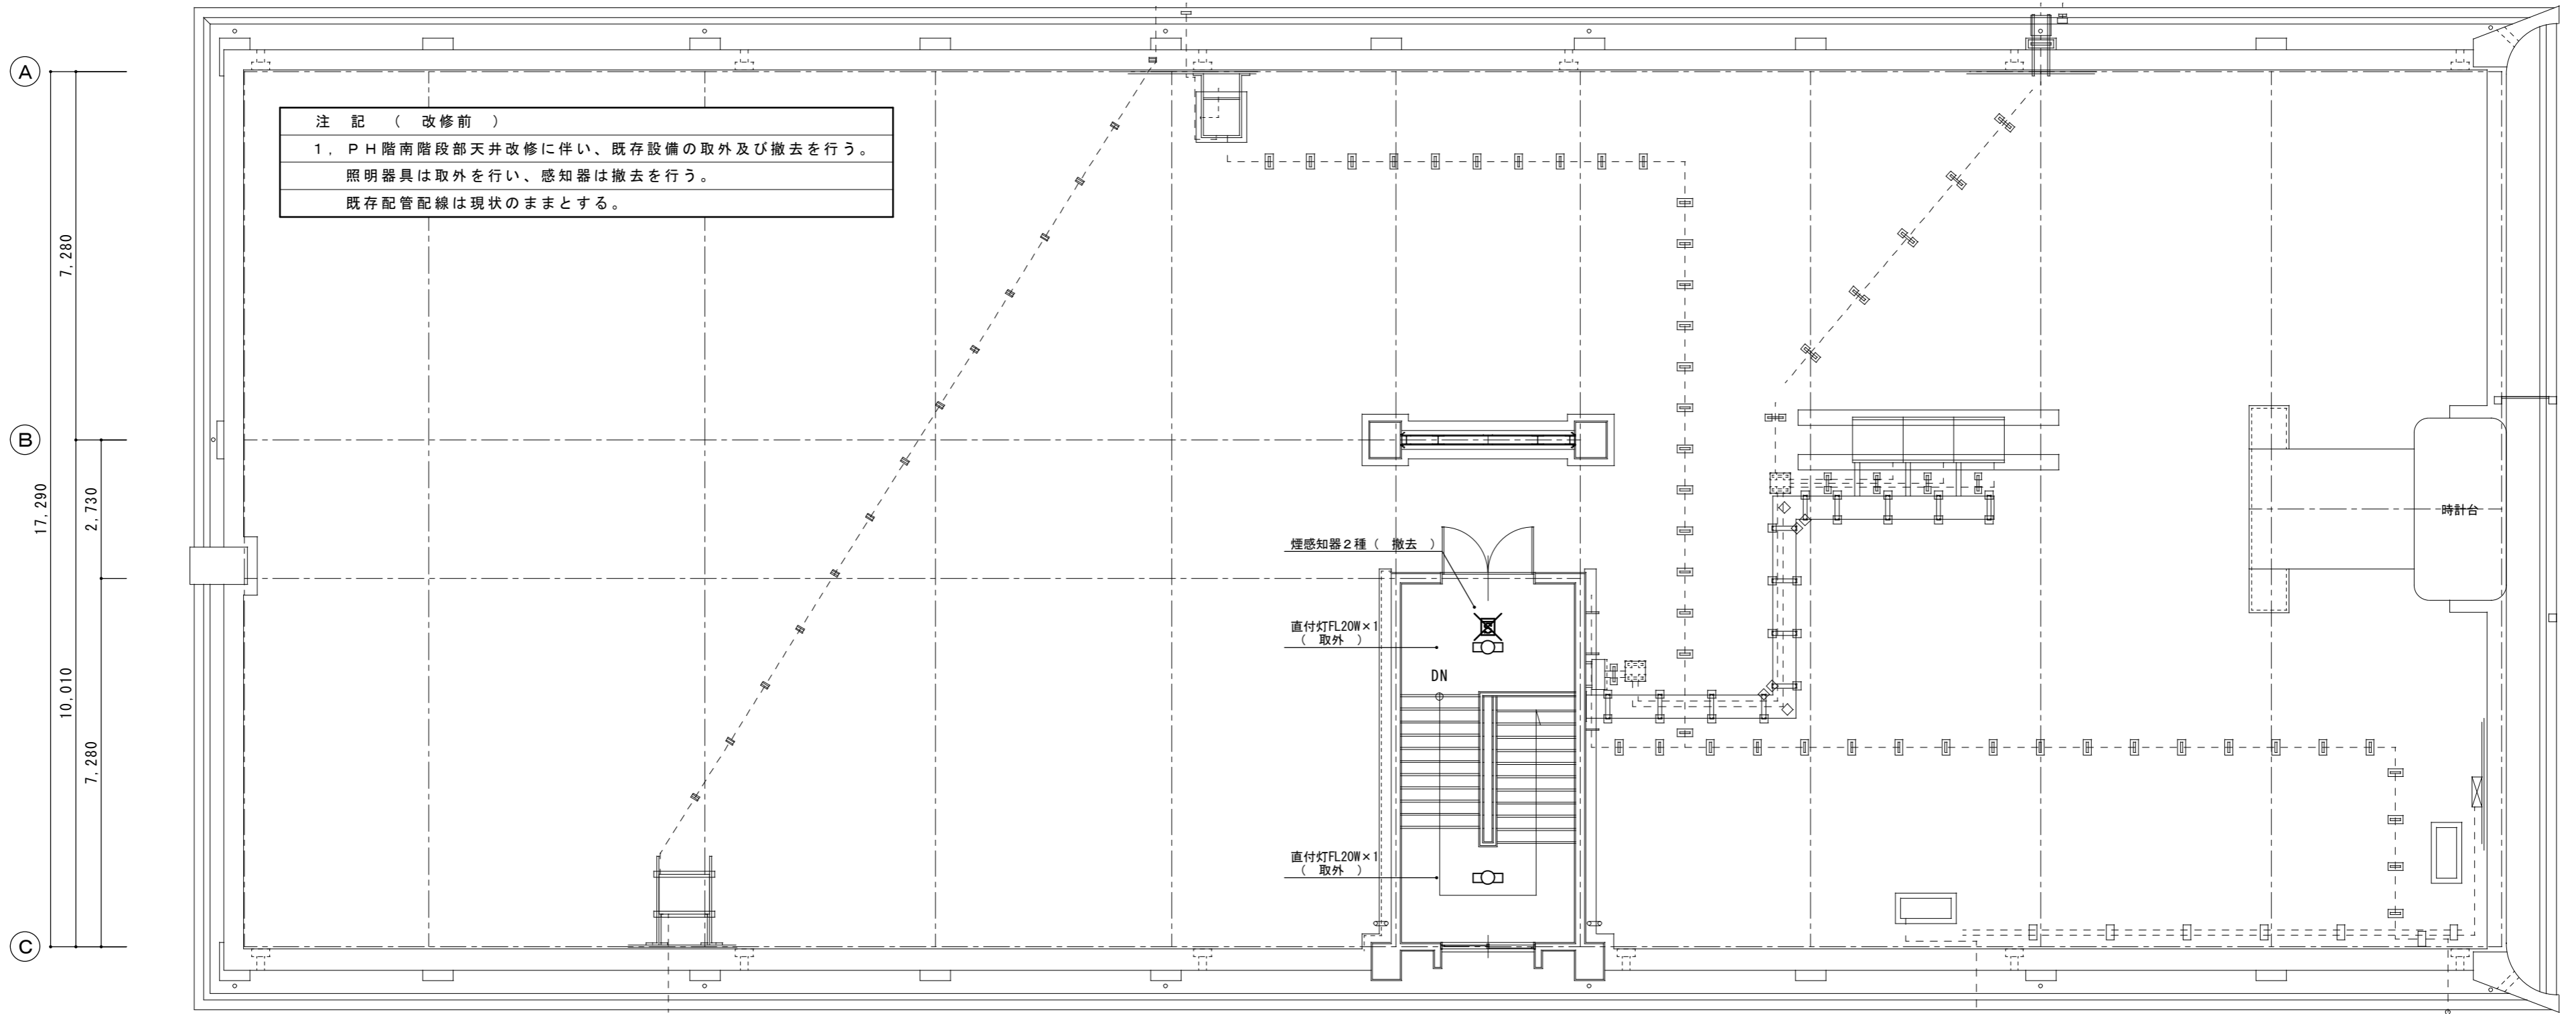 A
注 記 （ 改修前 ）
1. PH階南階段部天井改修に伴い、既存設備の取外及び撤去を行う。
照明器具は取外を行い、感知器は撤去を行う。
既存配管配線は現状のままとする。
7,280
B
17,290
2,730
時計台
煙感知器2種（ 撤去 ）
直付灯FL20W×1
（ 取外 ）
S
DN
10,010
7,280
直付灯FL20W×1
（ 取外 ）
C